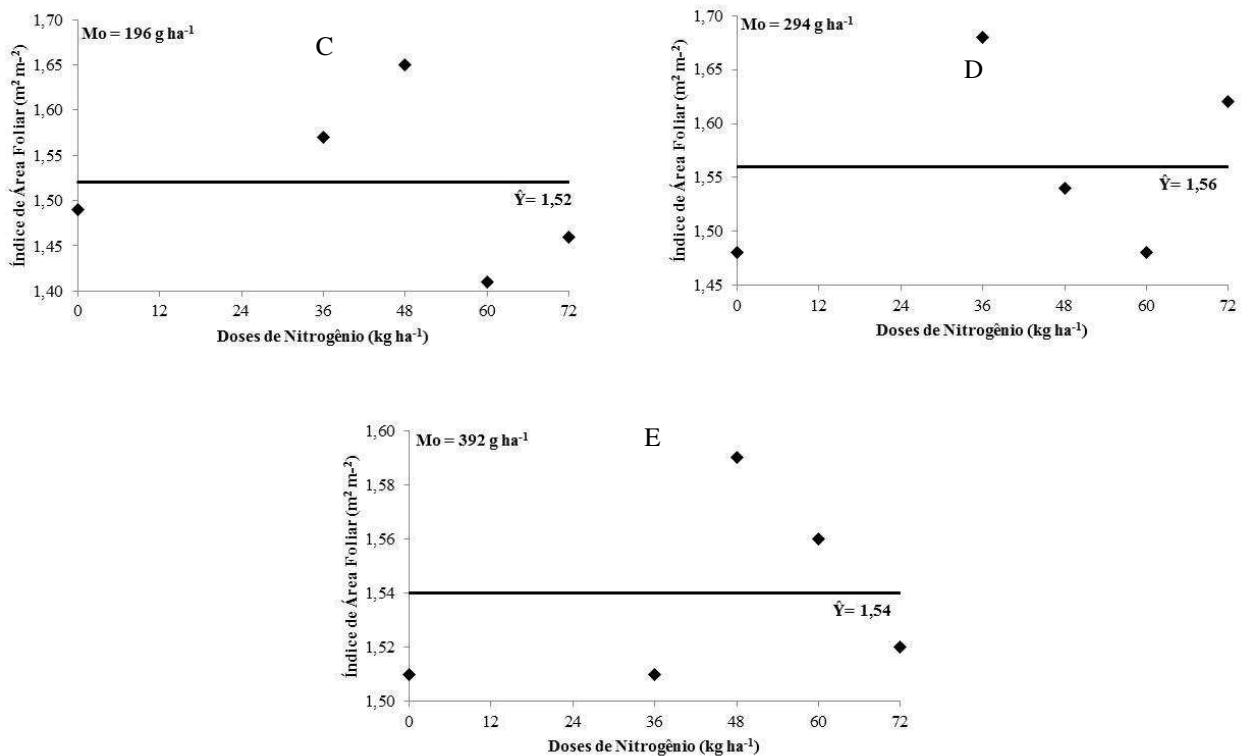 Mo = 196 g ha-1
C
Índice de Área Foliar (m² m-²)
1,70
1,65
1,60
1,55
1,50
1,45
1,40
Ŷ= 1,52
0 12 24 36 48 60 72
Doses de Nitrogênio (kg ha-1)
Mo = 294 g ha-1
D
Índice de Área Foliar (m² m-²)
1,70
1,65
1,60
1,55
1,50
1,45
Ŷ= 1,56
0 12 24 36 48 60 72
Doses de Nitrogênio (kg ha-1)
Mo = 392 g ha-1
E
Índice de Área Foliar (m² m-²)
1,60
1,58
1,56
1,54
1,52
1,50
Ŷ= 1,54
0 12 24 36 48 60 72
Doses de Nitrogênio (kg ha-1)